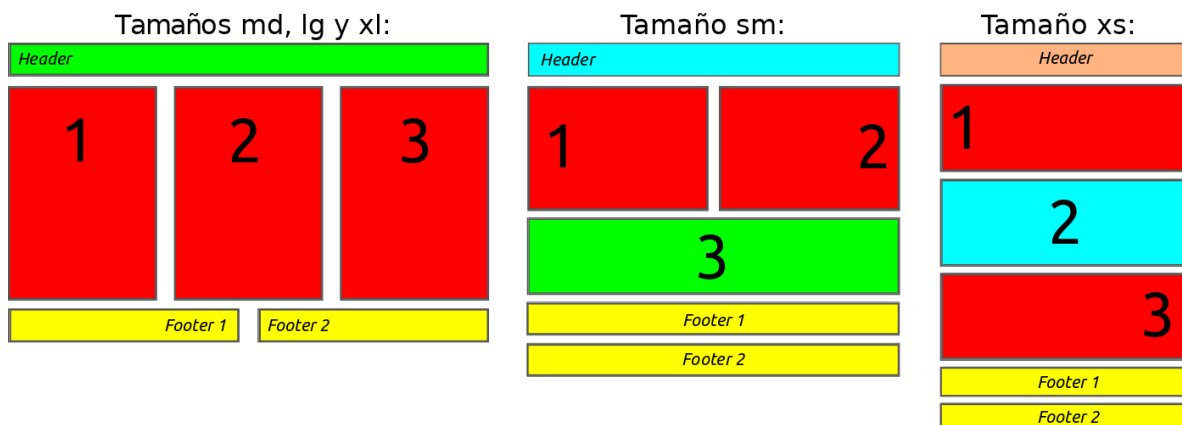 Tamaños md, lg y xl:
Header
1 2 3
Footer 1 Footer 2
Tamaño sm:
Header
1 2
3
Footer 1
Footer 2
Tamaño xs:
Header
1
2
3
Footer 1
Footer 2